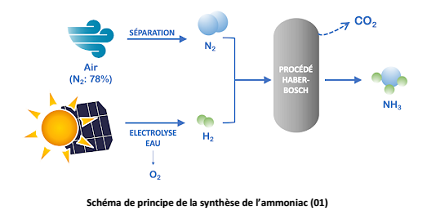 SÉPARATION
CO2
N2
Air
(N2: 78%)
PROCÉDÉ
HABER-
BOSCH
NH3
ELECTROLYSE
EAU
H2
O2
Schéma de principe de la synthèse de l'ammoniac (01)